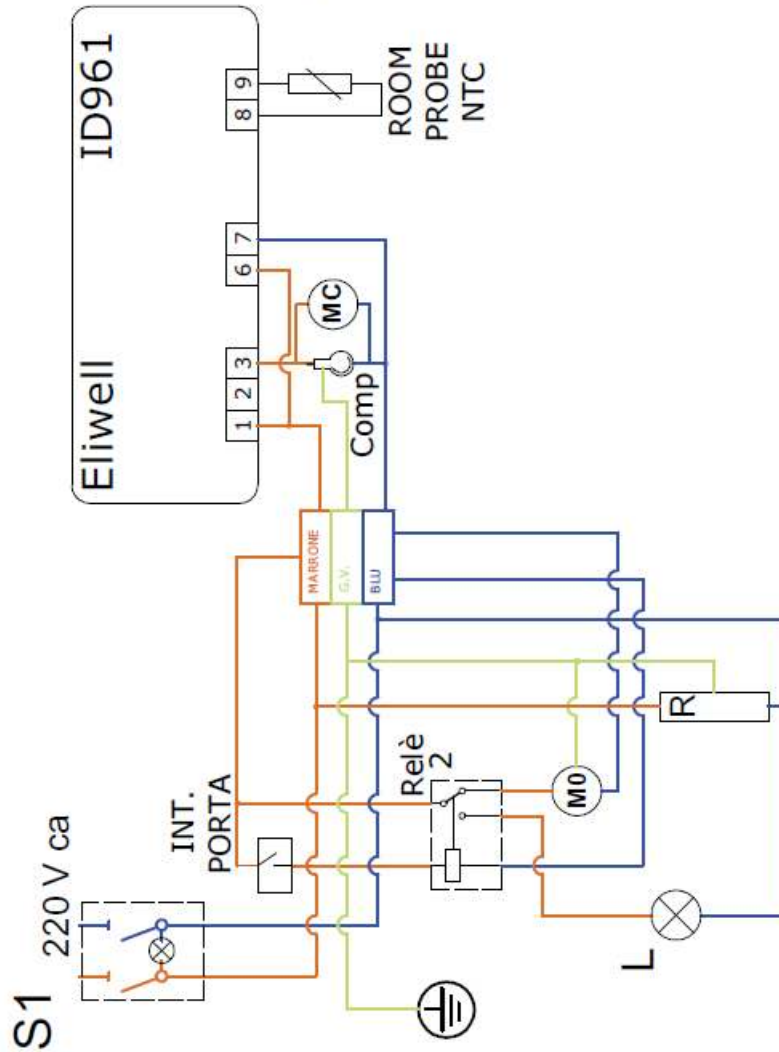 S1
220 V ca
INT.
PORTA
Relè
2
M0
R
L
MARRONE
G.V.
BLU
Comp
MC
Eliwell
ID961
1
2
3
6
7
8
9
ROOM
PROBE
NTC